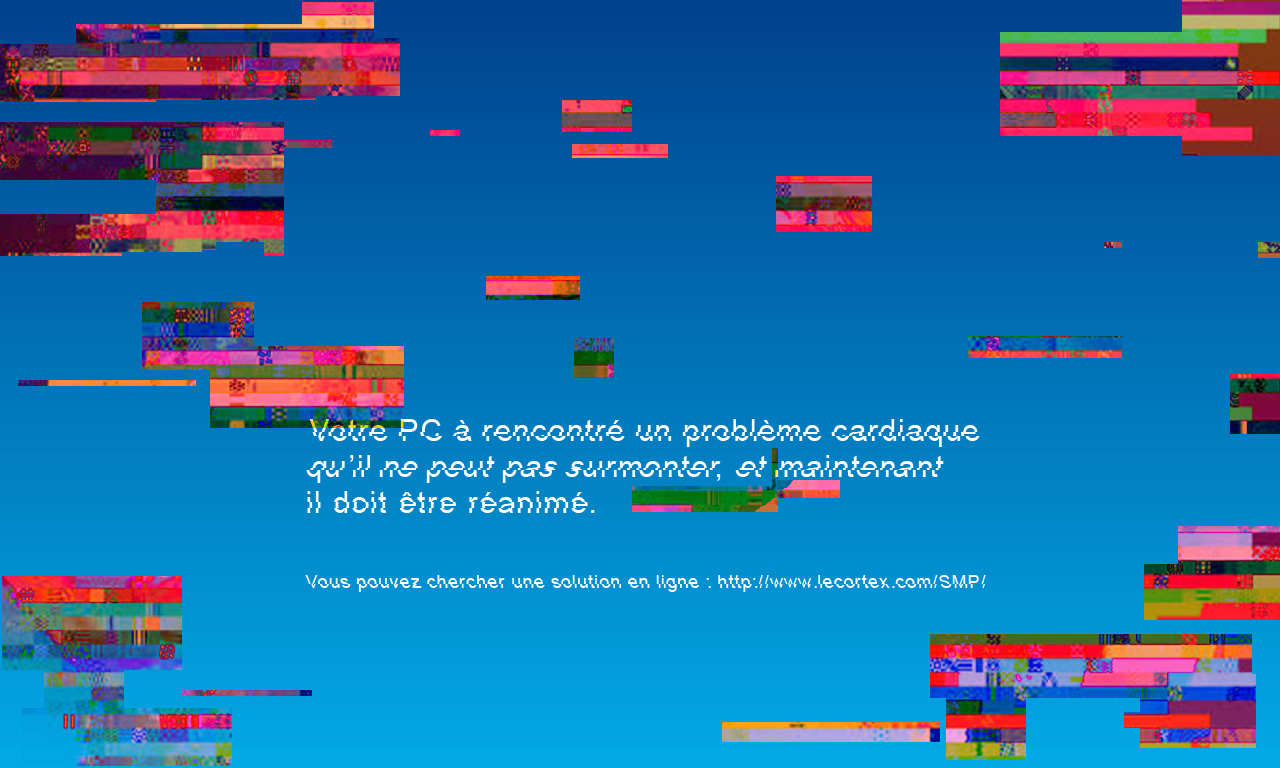 Votre PC à rencontré un problème cardiaque
qu'il ne peut pas surmonter, et maintenant
il doit être réanimé.
Vous pouvez chercher une solution en ligne : http://www.lecortex.com/SMP/